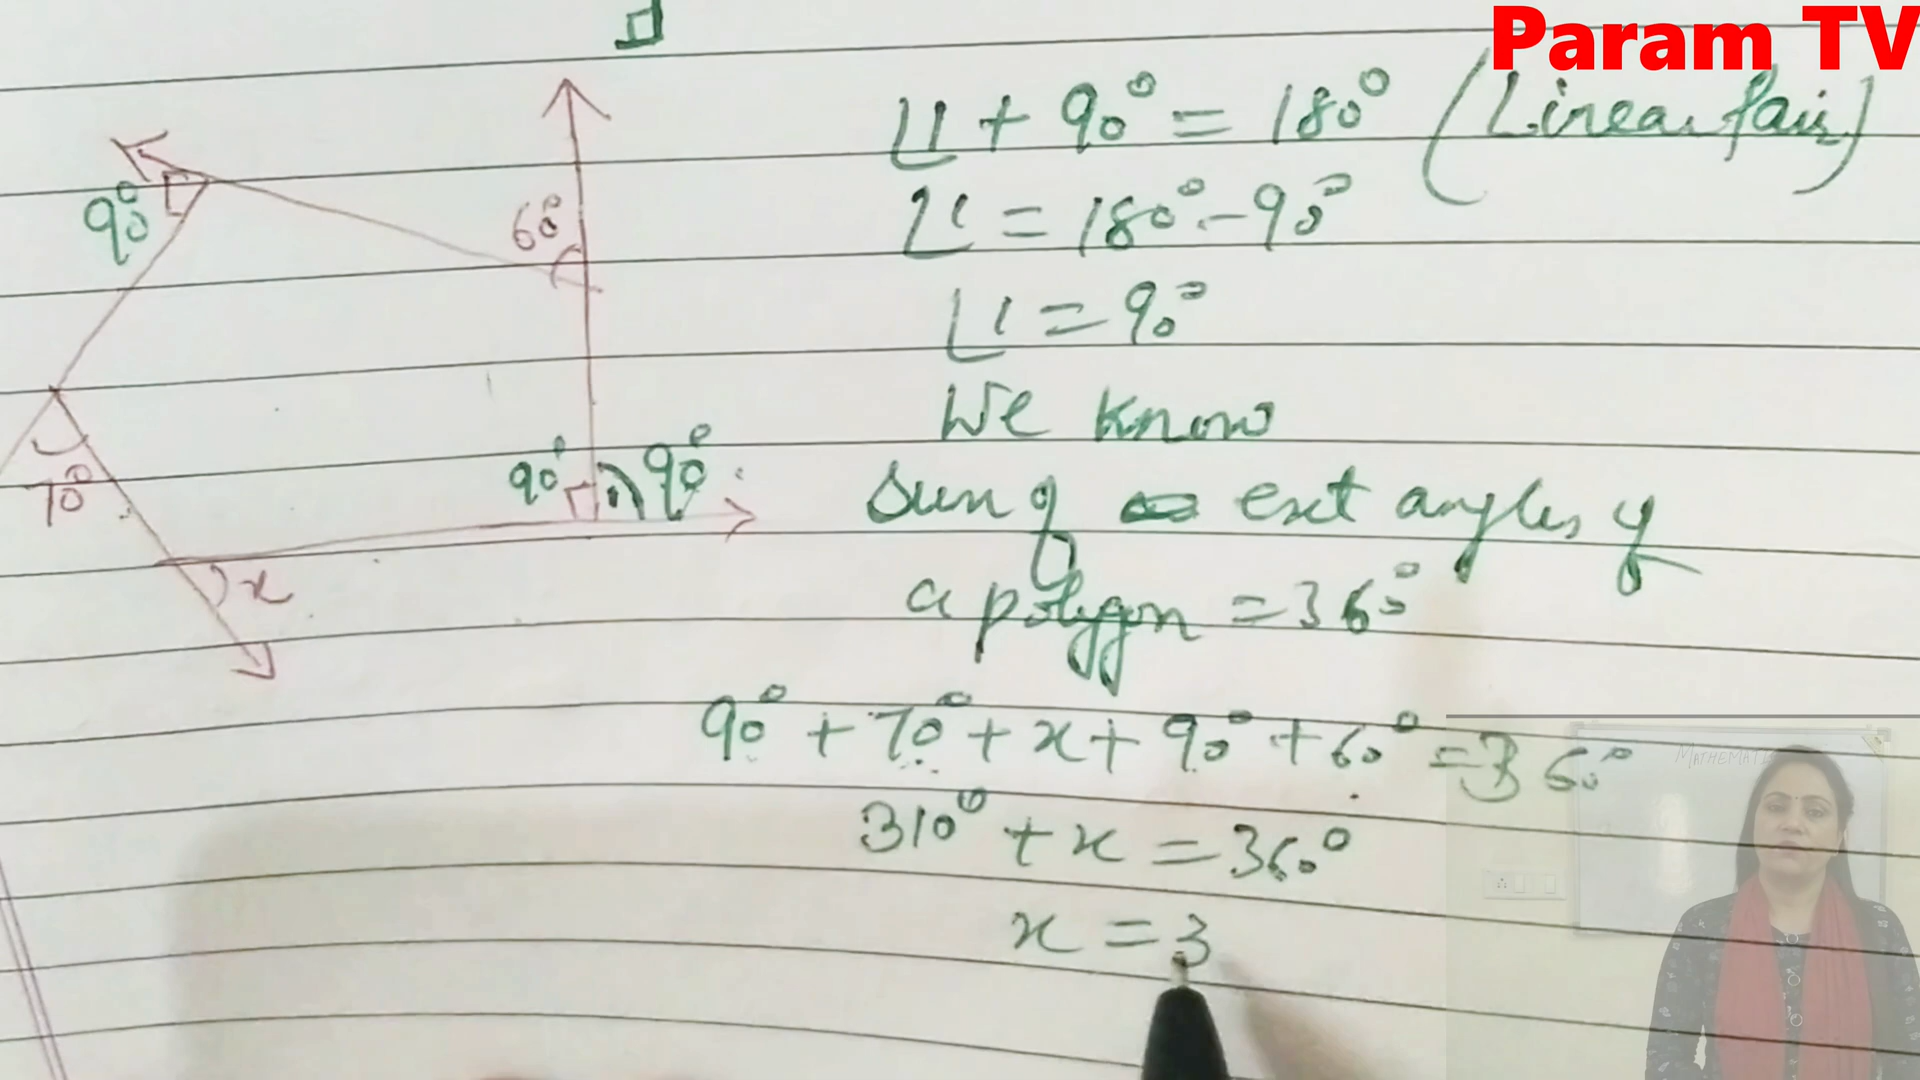 Param TV
90°
60°
70°
90°
90°
x
∠1 + 90° = 180° (Linear Pair)
∠1 = 180° - 90°
∠1 = 90°
We know
Sum of ext angles of
a polygon = 360°
90° + 70° + x + 90° + 60° = 360°
310° + x = 360°
x = 3
MATHEMATI